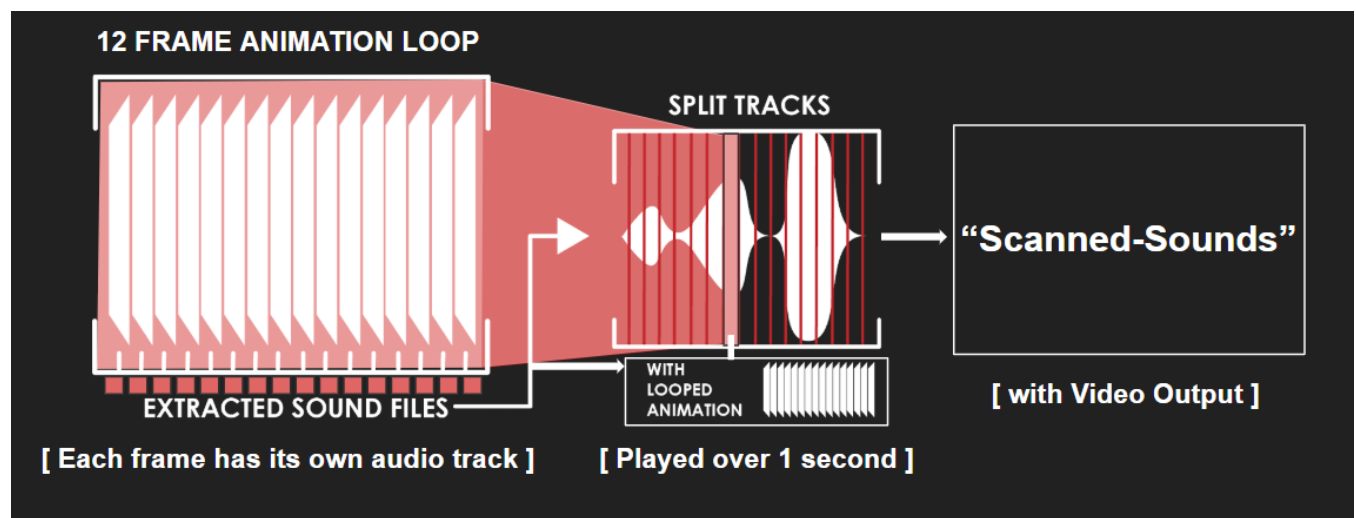 12 FRAME ANIMATION LOOP
SPLIT TRACKS
“Scanned-Sounds”
WITH
LOOPED
ANIMATION
EXTRACTED SOUND FILES
[ with Video Output ]
[ Each frame has its own audio track ]
[ Played over 1 second ]